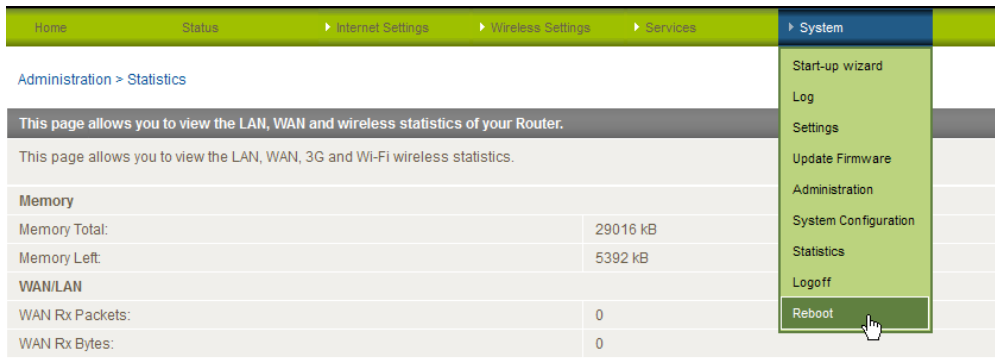 Home Status Internet Settings Wireless Settings Services System
Administration > Statistics
This page allows you to view the LAN, WAN and wireless statistics of your Router.
This page allows you to view the LAN, WAN, 3G and Wi-Fi wireless statistics.
Memory
Memory Total: 29016 kB
Memory Left: 5392 kB
WAN/LAN
WAN Rx Packets: 0
WAN Rx Bytes: 0
Start-up wizard
Log
Settings
Update Firmware
Administration
System Configuration
Statistics
Logoff
Reboot